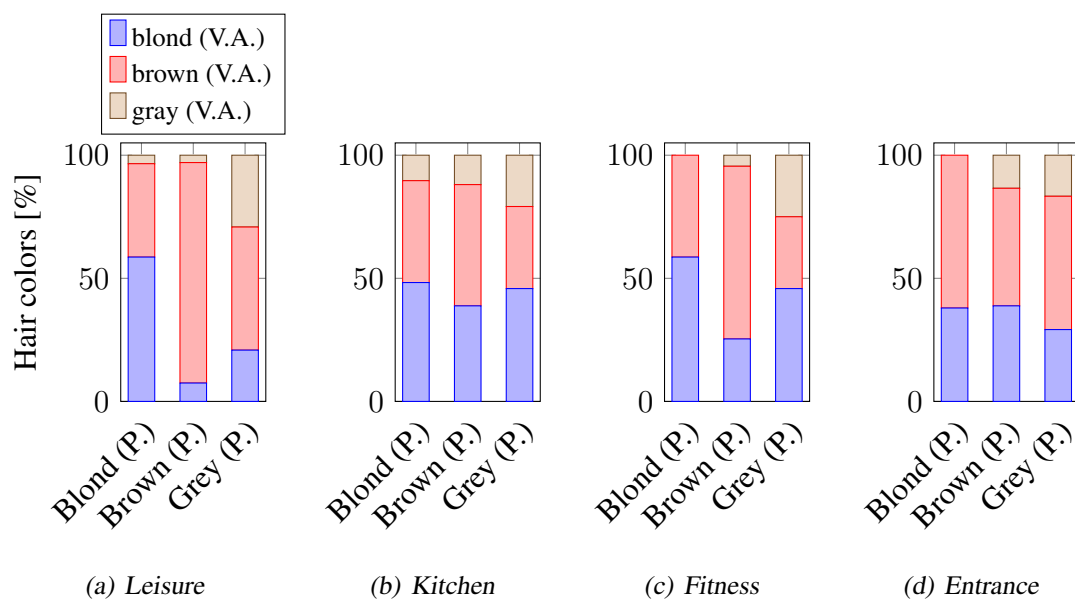 blond (V.A.)
brown (V.A.)
gray (V.A.)
Hair colors [%]
100
50
0
Blond (P.)
Brown (P.)
Grey (P.)
(a) Leisure
100
50
0
Blond (P.)
Brown (P.)
Grey (P.)
(b) Kitchen
100
50
0
Blond (P.)
Brown (P.)
Grey (P.)
(c) Fitness
100
50
0
Blond (P.)
Brown (P.)
Grey (P.)
(d) Entrance